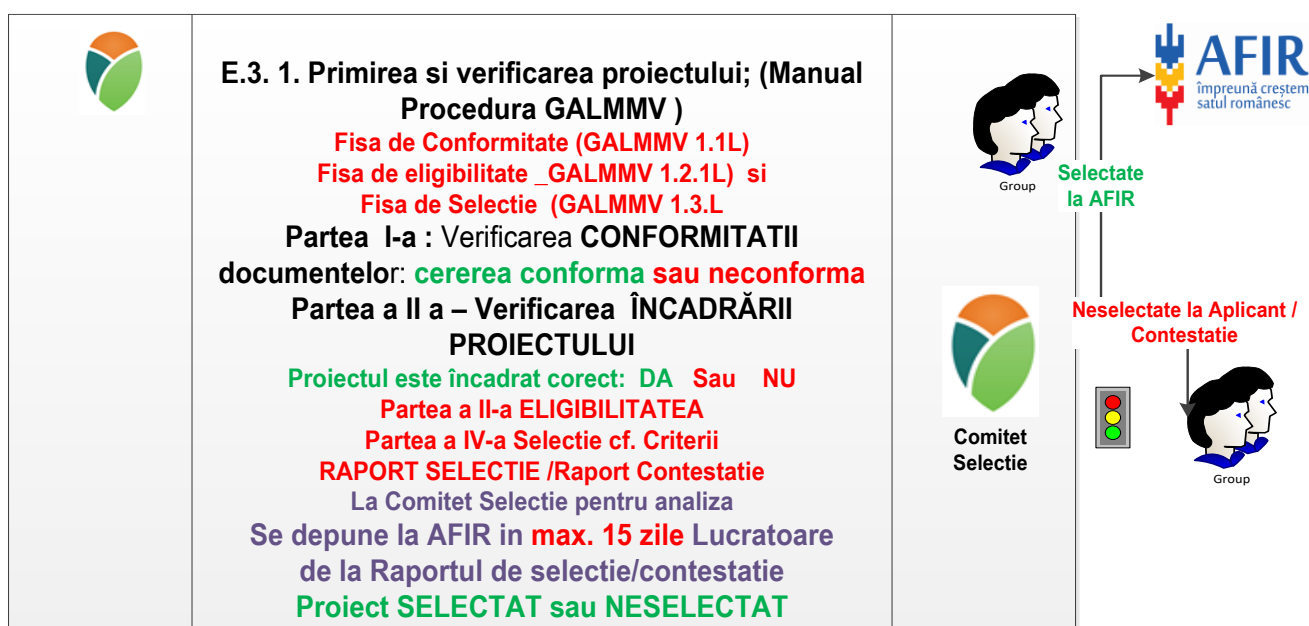 E.3. 1. Primirea si verificarea proiectului; (Manual
Procedura GALMMV )
Fisa de Conformitate (GALMMV 1.1L)
Fisa de eligibilitate _GALMMV 1.2.1L)  si
Fisa de Selectie  (GALMMV 1.3.L
Partea  I-a : Verificarea CONFORMITATII
documentelor: cererea conforma sau neconforma
Partea a II a – Verificarea  ÎNCADRĂRII
PROIECTULUI
Proiectul este încadrat corect:  DA   Sau    NU
Partea a II-a ELIGIBILITATEA
Partea a IV-a Selectie cf. Criterii
RAPORT SELECTIE /Raport Contestatie
La Comitet Selectie pentru analiza
Se depune la AFIR in max. 15 zile Lucratoare
de la Raportul de selectie/contestatie
Proiect SELECTAT sau NESELECTAT
Group
Comitet
Selectie
AFIR
împreună creștem
satul românesc
Selectate
la AFIR
Neselectate la Aplicant /
Contestatie
Group